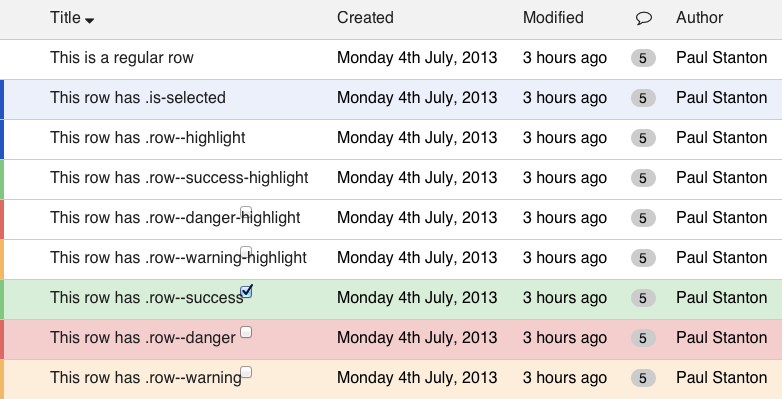 Title Created Modified Author
This is a regular row Monday 4th July, 2013 3 hours ago 5 Paul Stanton
This row has .is-selected Monday 4th July, 2013 3 hours ago 5 Paul Stanton
This row has .row--highlight Monday 4th July, 2013 3 hours ago 5 Paul Stanton
This row has .row--success-highlight Monday 4th July, 2013 3 hours ago 5 Paul Stanton
This row has .row--danger-highlight Monday 4th July, 2013 3 hours ago 5 Paul Stanton
This row has .row--warning-highlight Monday 4th July, 2013 3 hours ago 5 Paul Stanton
This row has .row--success Monday 4th July, 2013 3 hours ago 5 Paul Stanton
This row has .row--danger Monday 4th July, 2013 3 hours ago 5 Paul Stanton
This row has .row--warning Monday 4th July, 2013 3 hours ago 5 Paul Stanton